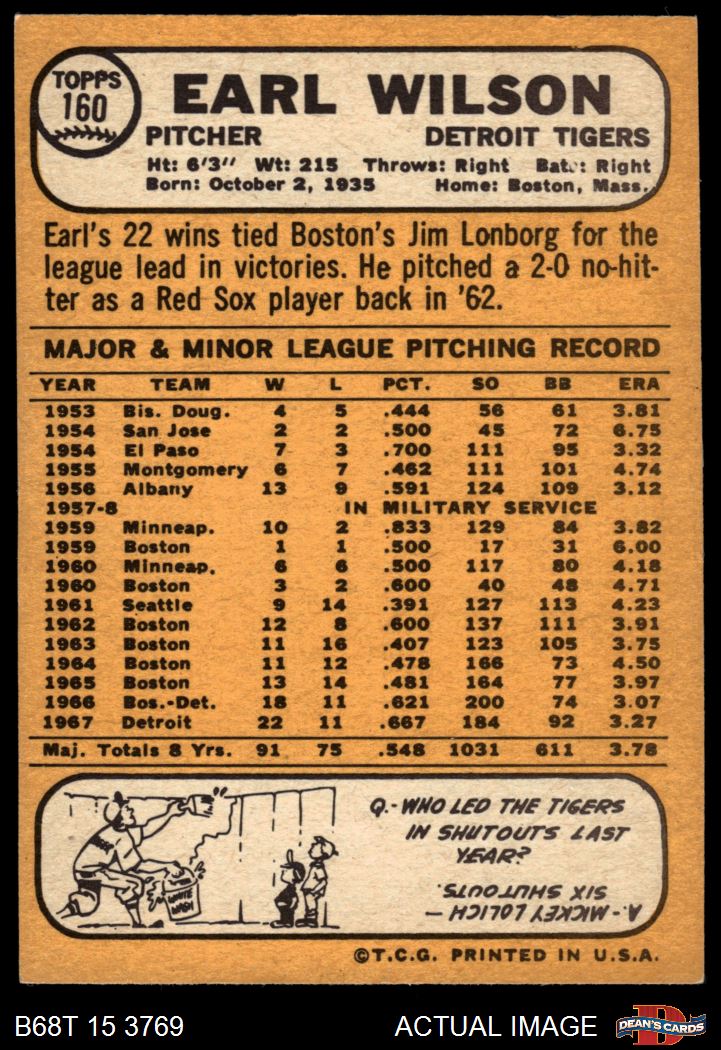 TOPPS
160
EARL WILSON
PITCHER DETROIT TIGERS
Ht: 6'3" Wt: 215 Throws: Right Bats: Right
Born: October 2, 1935 Home: Boston, Mass.
Earl's 22 wins tied Boston's Jim Lonborg for the
league lead in victories. He pitched a 2-0 no-hit-
ter as a Red Sox player back in '62.
MAJOR & MINOR LEAGUE PITCHING RECORD
YEAR TEAM W L PCT. SO BB ERA
1953 Bis. Doug. 4 5 .444 56 61 3.81
1954 San Jose 2 2 .500 45 72 6.75
1954 El Paso 7 3 .700 111 95 3.32
1955 Montgomery 6 7 .462 111 101 4.74
1956 Albany 13 9 .591 124 109 3.12
1957-8 IN MILITARY SERVICE
1959 Minneap. 10 2 .833 129 84 3.82
1959 Boston 1 1 .500 17 31 6.00
1960 Minneap. 6 6 .500 117 80 4.18
1960 Boston 3 2 .600 40 48 4.71
1961 Seattle 9 14 .391 127 113 4.23
1962 Boston 12 8 .600 137 111 3.91
1963 Boston 11 16 .407 123 105 3.75
1964 Boston 11 12 .478 166 73 4.50
1965 Boston 13 14 .481 164 77 3.97
1966 Bos.-Det. 18 11 .621 200 74 3.07
1967 Detroit 22 11 .667 184 92 3.27
Maj. Totals 8 Yrs. 91 75 .548 1031 611 3.78
Q.- WHO LED THE TIGERS
IN SHUTOUTS LAST
YEAR?
A.- MICKEY LOLICH —
SIX SHUTOUTS.
WHITE
WASH
©T.C.G. PRINTED IN U.S.A.
B68T 15 3769 ACTUAL IMAGE
D
DEAN'S CARDS